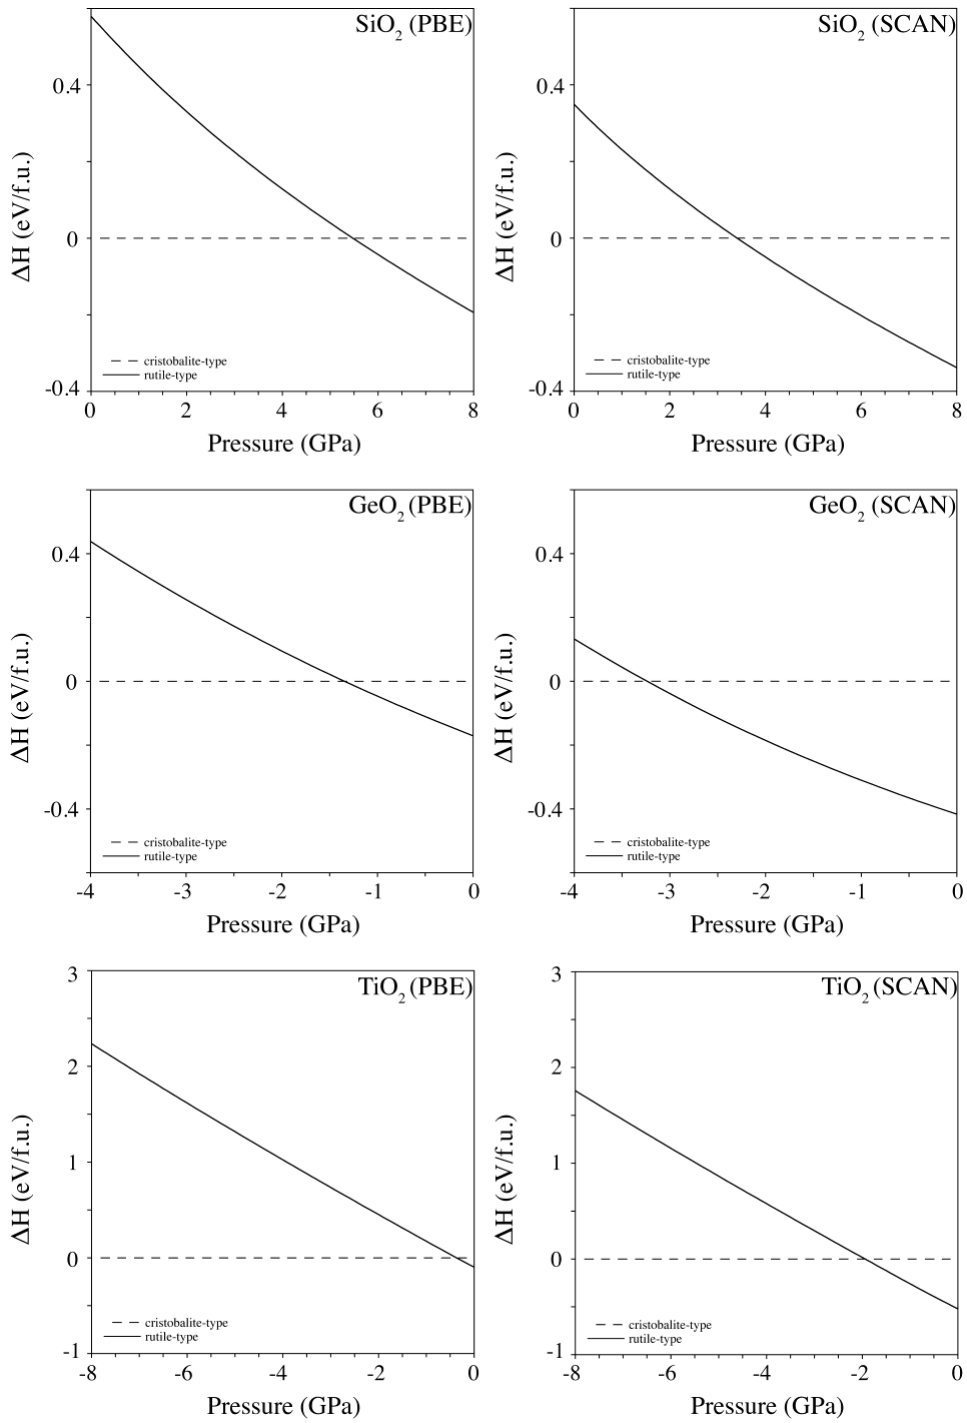 SiO2 (PBE)
0.4
0
-0.4
ΔH (eV/f.u.)
cristobalite-type
rutile-type
0 2 4 6 8
Pressure (GPa)
SiO2 (SCAN)
0.4
0
-0.4
ΔH (eV/f.u.)
cristobalite-type
rutile-type
0 2 4 6 8
Pressure (GPa)
GeO2 (PBE)
0.4
0
-0.4
ΔH (eV/f.u.)
cristobalite-type
rutile-type
-4 -3 -2 -1 0
Pressure (GPa)
GeO2 (SCAN)
0.4
0
-0.4
ΔH (eV/f.u.)
cristobalite-type
rutile-type
-4 -3 -2 -1 0
Pressure (GPa)
TiO2 (PBE)
3
2
1
0
-1
ΔH (eV/f.u.)
cristobalite-type
rutile-type
-8 -6 -4 -2 0
Pressure (GPa)
TiO2 (SCAN)
3
2
1
0
-1
ΔH (eV/f.u.)
cristobalite-type
rutile-type
-8 -6 -4 -2 0
Pressure (GPa)